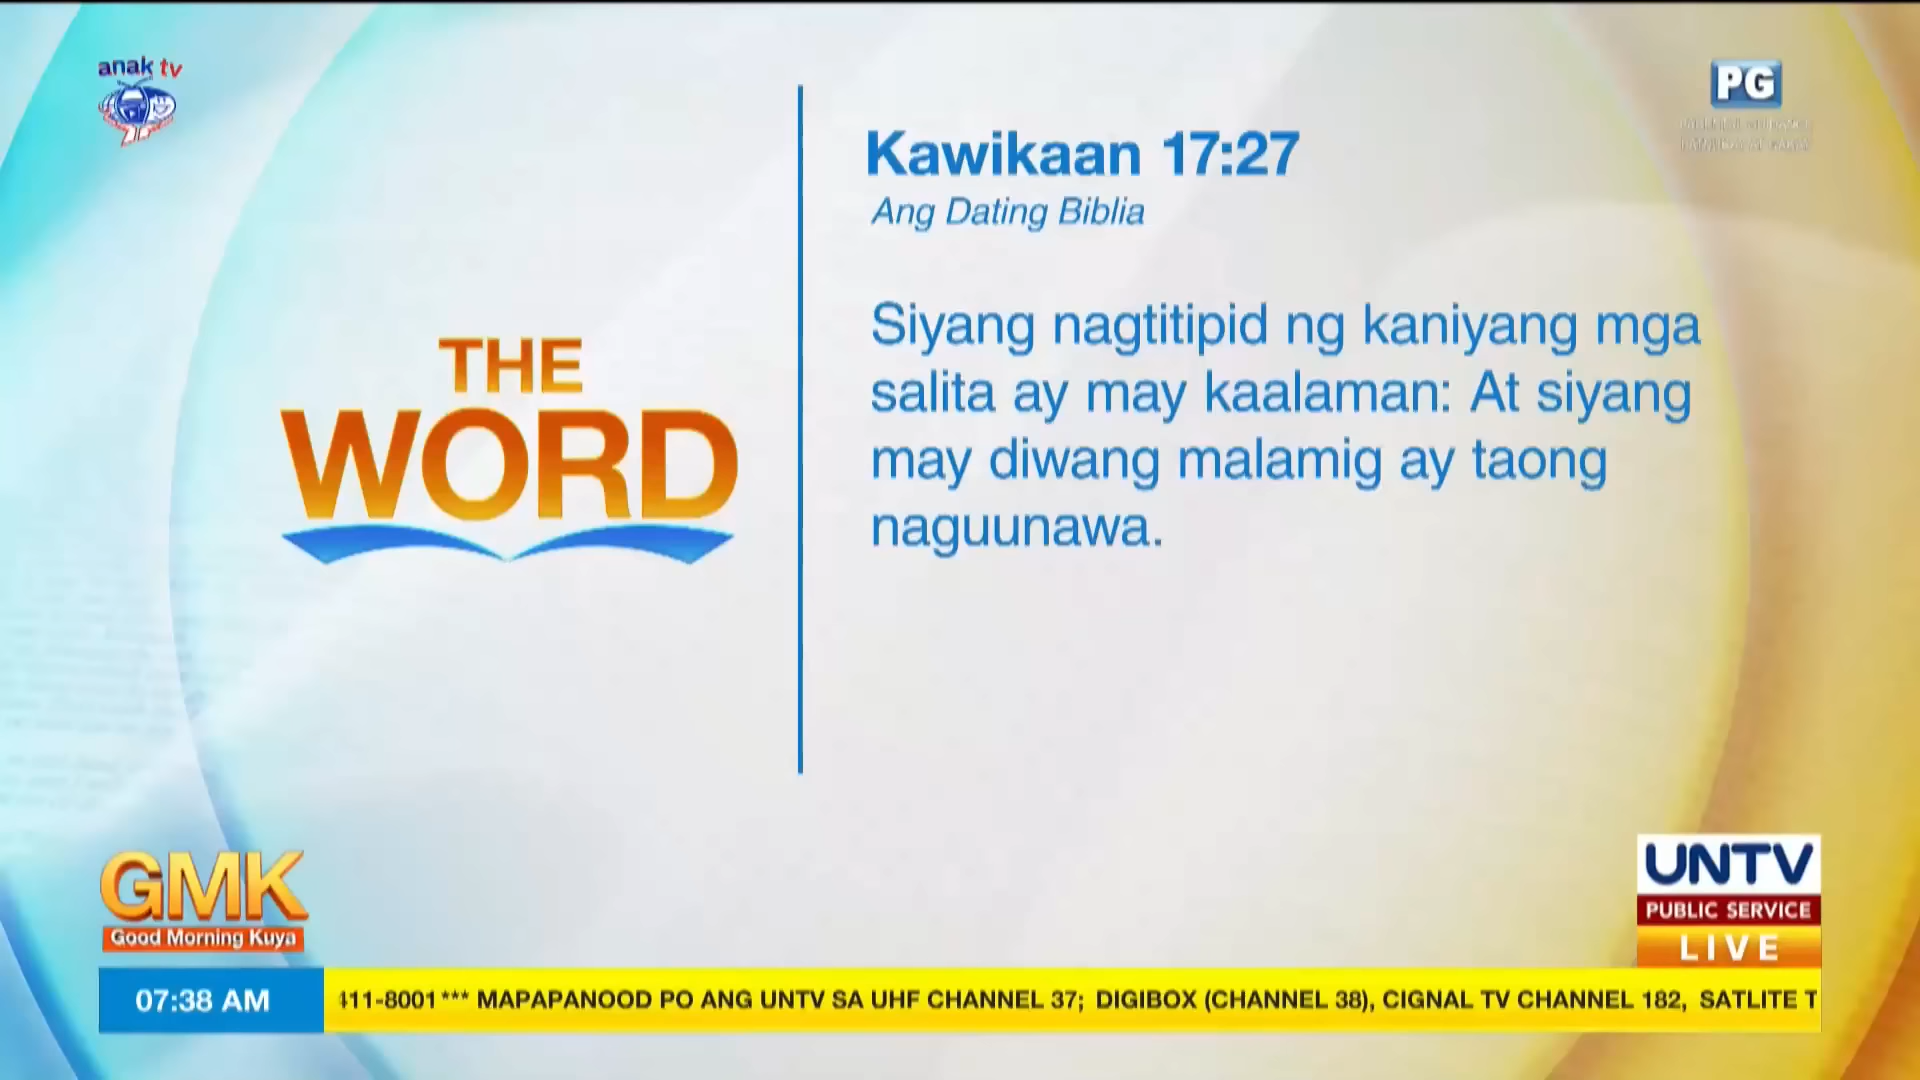 anak tv
PG
Kawikaan 17:27
Ang Dating Biblia
Siyang nagtitipid ng kaniyang mga
salita ay may kaalaman: At siyang
may diwang malamig ay taong
naguunawa.
THE
WORD
GMK
Good Morning Kuya
UNTV
PUBLIC SERVICE
LIVE
07:38 AM
411-8001 *** MAPAPANOOD PO ANG UNTV SA UHF CHANNEL 37; DIGIBOX (CHANNEL 38), CIGNAL TV CHANNEL 182, SATLITE T